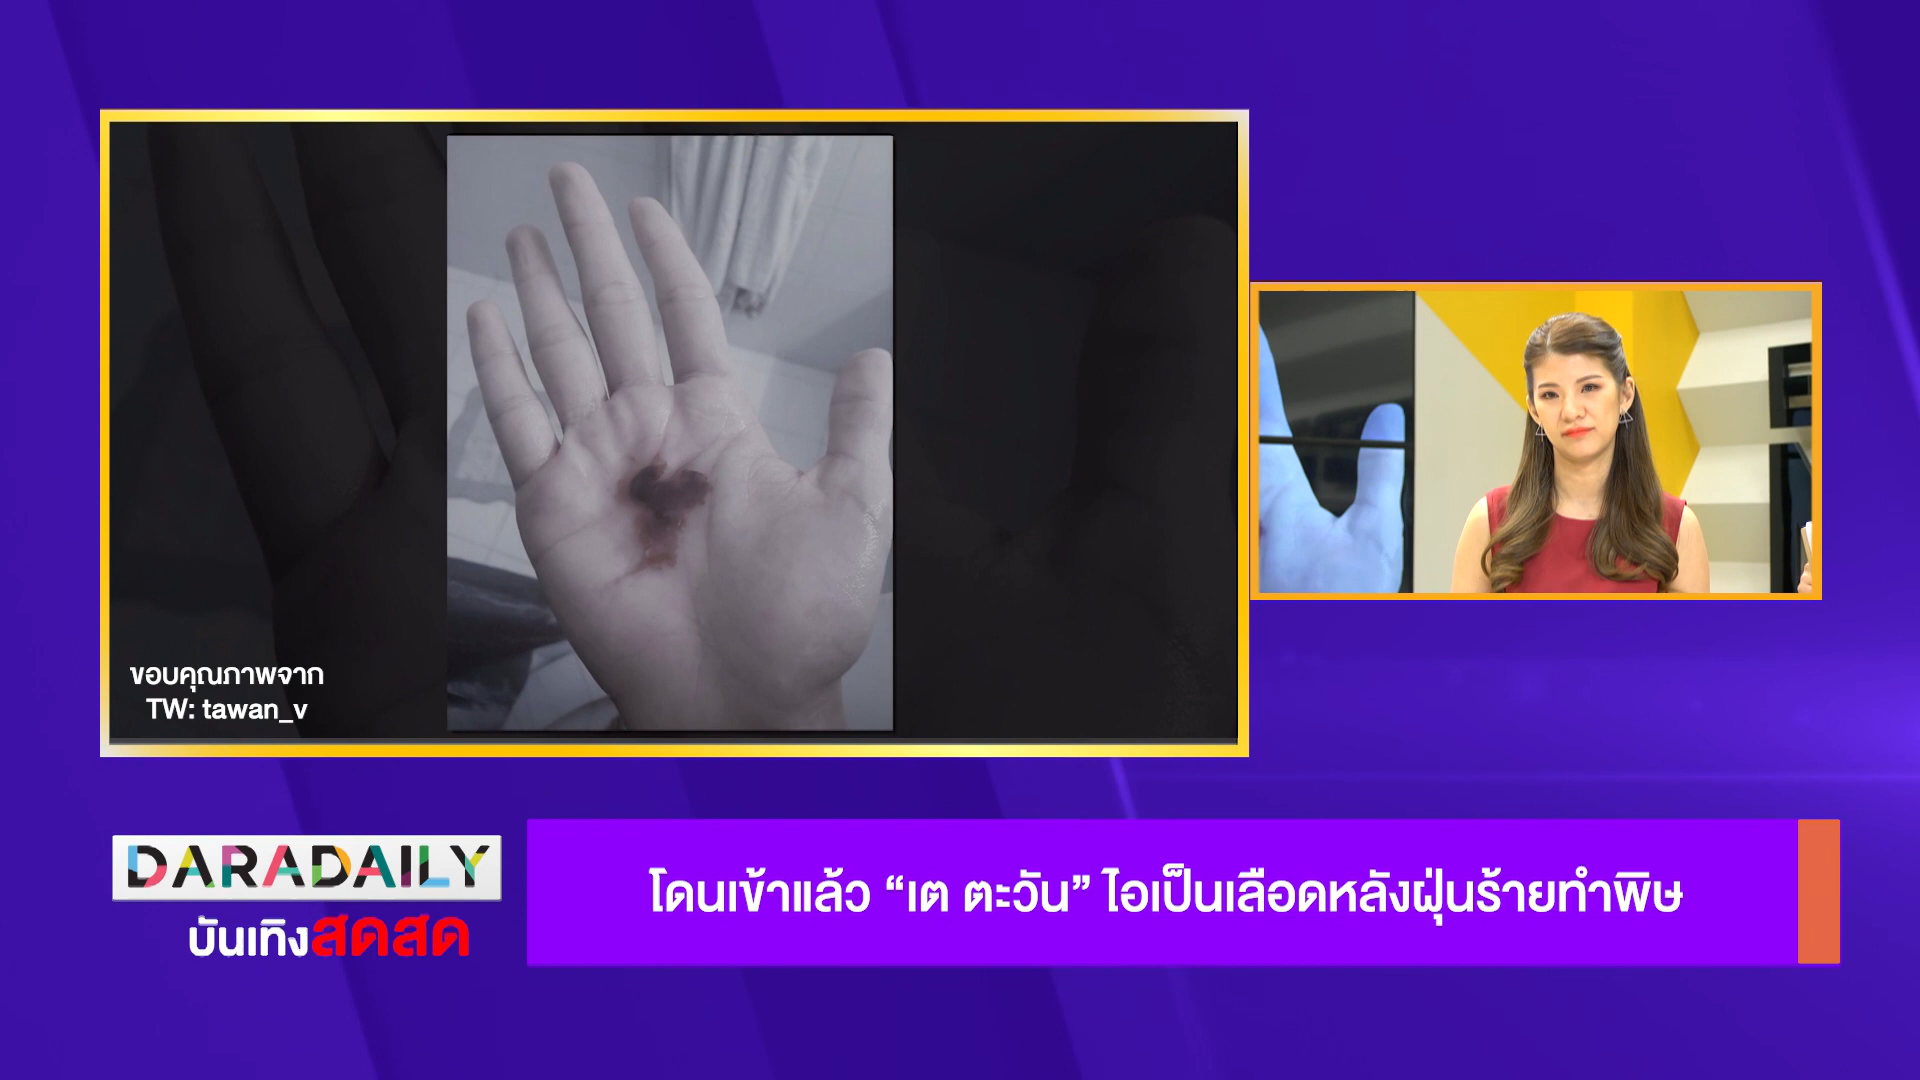 ขอบคุณภาพจาก
TW: tawan_v
DARADAILY
บันเทิงสดสด
โดนเข้าแล้ว “เต ตะวัน” ไอเป็นเลือดหลังฝุ่นร้ายทำพิษ